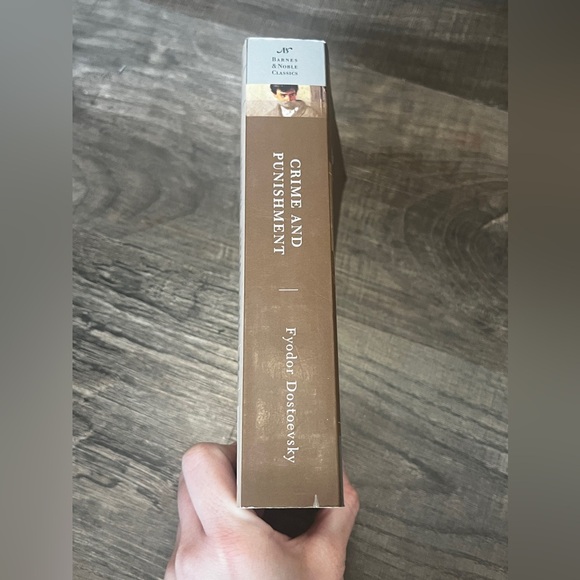 BARNES
& NOBLE
CLASSICS
CRIME AND
PUNISHMENT
Fyodor Dostoevsky